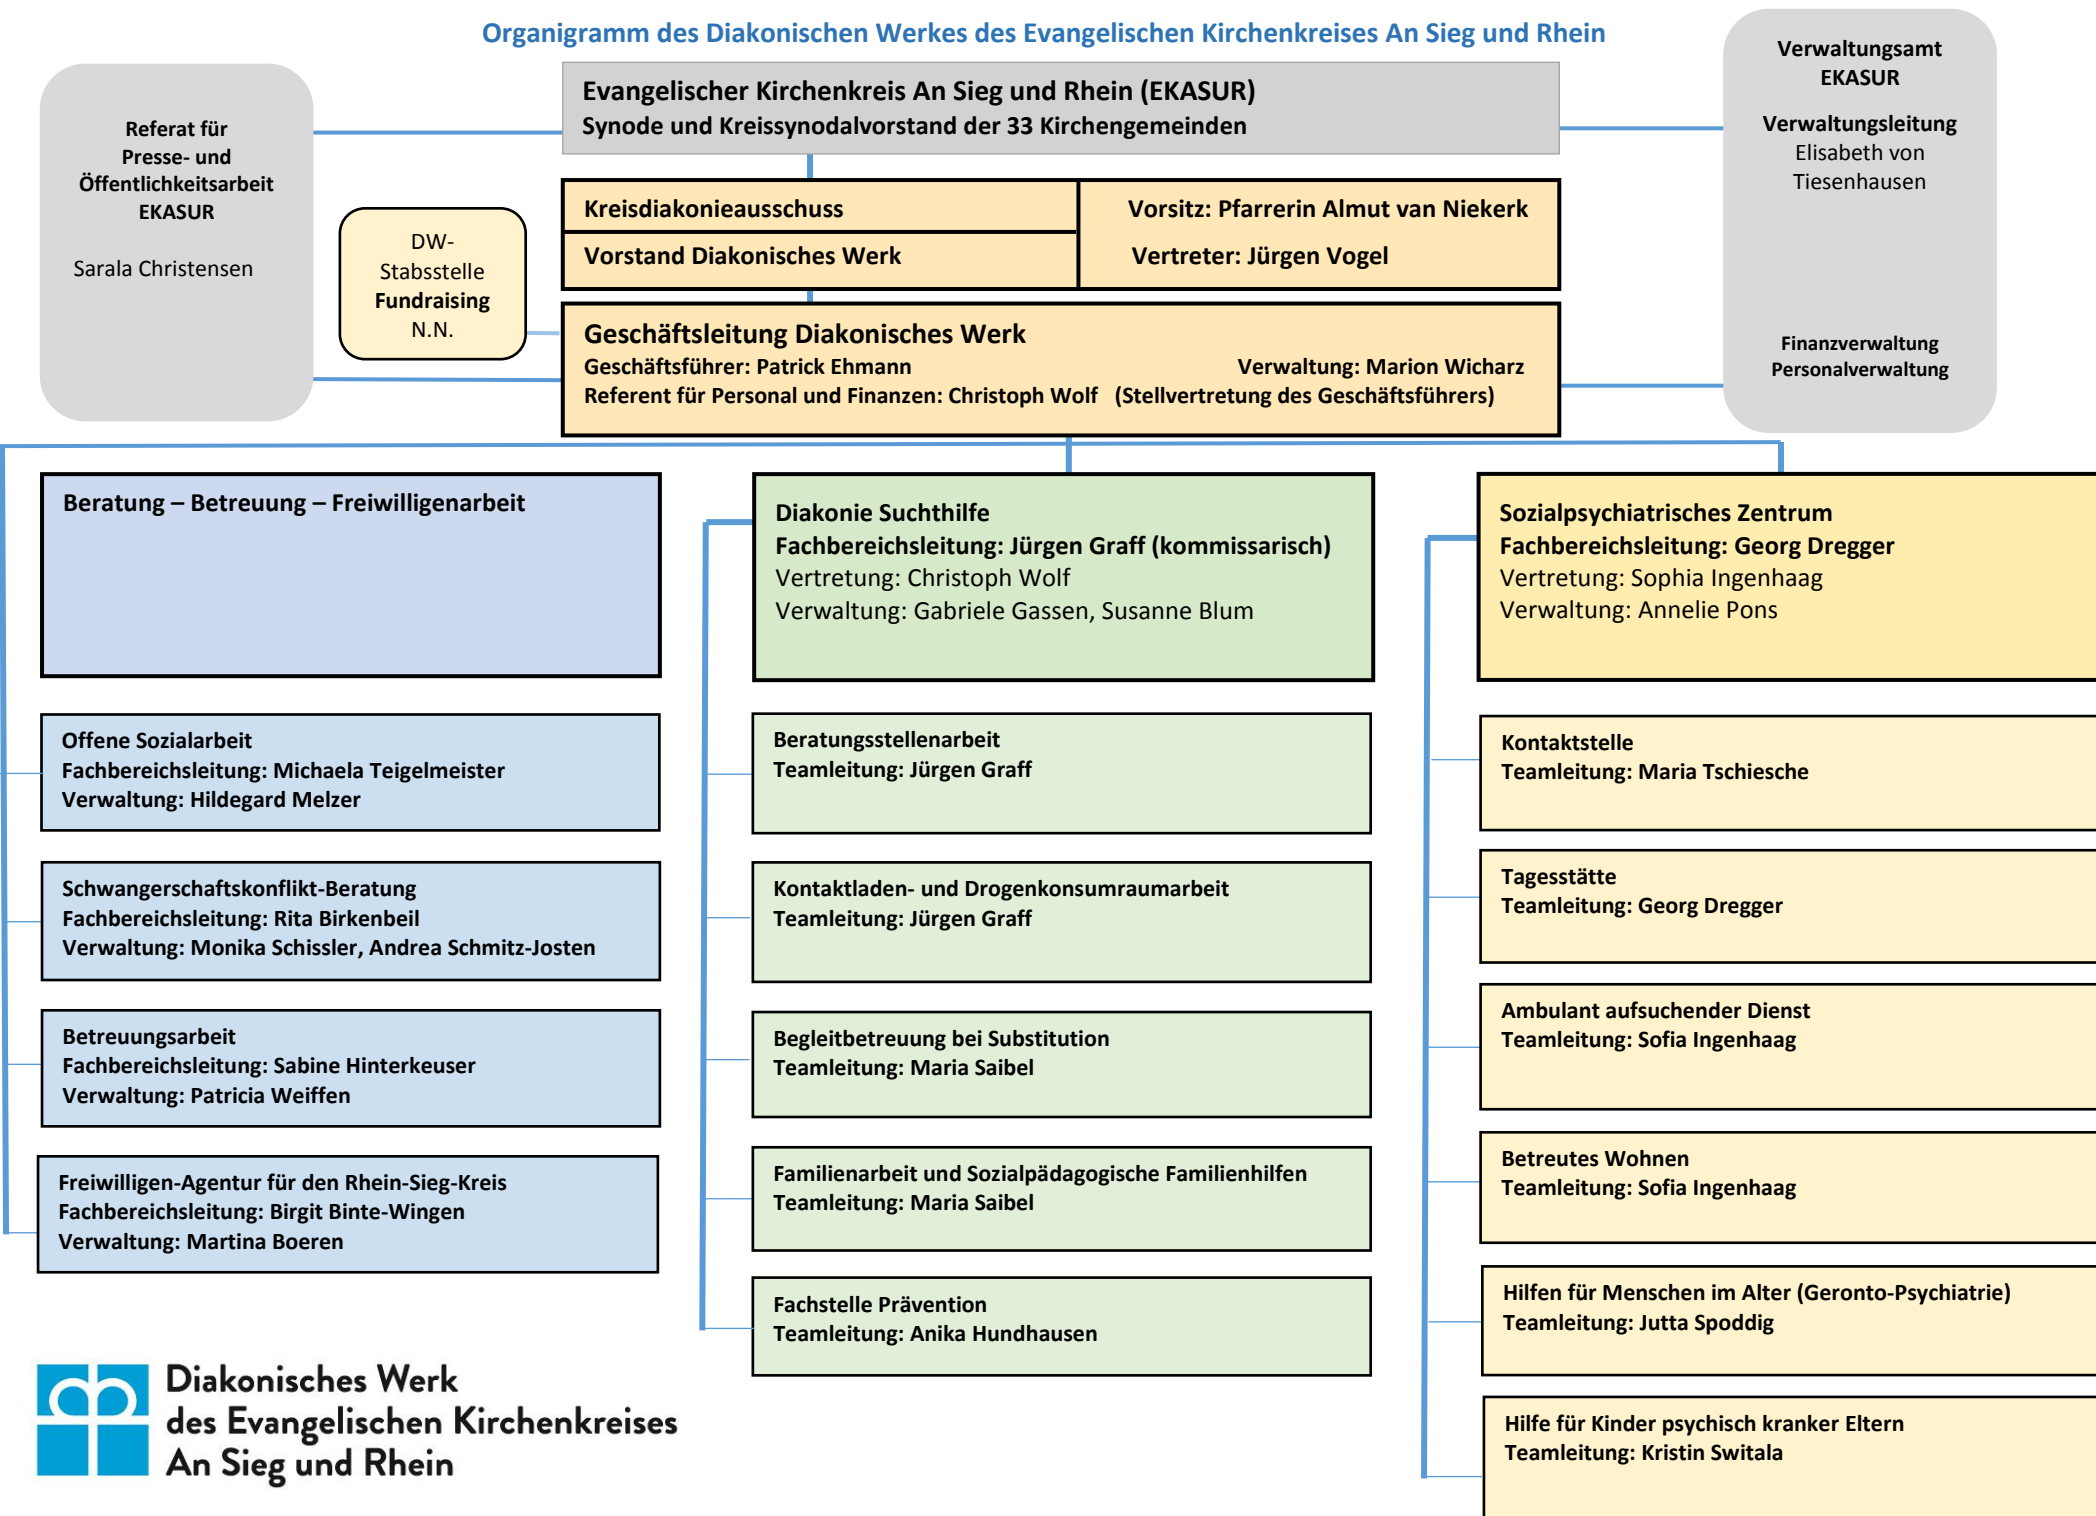 Organigramm des Diakonischen Werkes des Evangelischen Kirchenkreises An Sieg und Rhein
Referat für
Presse- und
Öffentlichkeitsarbeit
EKASUR
Sarala Christensen
DW-
Stabsstelle
Fundraising
N.N.
Evangelischer Kirchenkreis An Sieg und Rhein (EKASUR)
Synode und Kreissynodalvorstand der 33 Kirchengemeinden
Kreisdiakonieausschuss
Vorsitz: Pfarrerin Almut van Niekerk
Vorstand Diakonisches Werk
Vertreter: Jürgen Vogel
Geschäftsleitung Diakonisches Werk
Geschäftsführer: Patrick Ehmann Verwaltung: Marion Wicharz
Referent für Personal und Finanzen: Christoph Wolf (Stellvertretung des Geschäftsführers)
Verwaltungsamt
EKASUR
Verwaltungsleitung
Elisabeth von
Tiesenhausen
Finanzverwaltung
Personalverwaltung
Beratung – Betreuung – Freiwilligenarbeit
Offene Sozialarbeit
Fachbereichsleitung: Michaela Teigelmeister
Verwaltung: Hildegard Melzer
Schwangerschaftskonflikt-Beratung
Fachbereichsleitung: Rita Birkenbeil
Verwaltung: Monika Schissler, Andrea Schmitz-Josten
Betreuungsarbeit
Fachbereichsleitung: Sabine Hinterkeuser
Verwaltung: Patricia Weiffen
Freiwilligen-Agentur für den Rhein-Sieg-Kreis
Fachbereichsleitung: Birgit Binte-Wingen
Verwaltung: Martina Boeren
Diakonie Suchthilfe
Fachbereichsleitung: Jürgen Graff (kommissarisch)
Vertretung: Christoph Wolf
Verwaltung: Gabriele Gassen, Susanne Blum
Beratungsstellenarbeit
Teamleitung: Jürgen Graff
Kontaktladen- und Drogenkonsumraumarbeit
Teamleitung: Jürgen Graff
Begleitbetreuung bei Substitution
Teamleitung: Maria Saibel
Familienarbeit und Sozialpädagogische Familienhilfen
Teamleitung: Maria Saibel
Fachstelle Prävention
Teamleitung: Anika Hundhausen
Sozialpsychiatrisches Zentrum
Fachbereichsleitung: Georg Dregger
Vertretung: Sophia Ingenhaag
Verwaltung: Annelie Pons
Kontaktstelle
Teamleitung: Maria Tschiesche
Tagesstätte
Teamleitung: Georg Dregger
Ambulant aufsuchender Dienst
Teamleitung: Sofia Ingenhaag
Betreutes Wohnen
Teamleitung: Sofia Ingenhaag
Hilfen für Menschen im Alter (Geronto-Psychiatrie)
Teamleitung: Jutta Spoddig
Hilfe für Kinder psychisch kranker Eltern
Teamleitung: Kristin Switala
Diakonisches Werk
des Evangelischen Kirchenkreises
An Sieg und Rhein